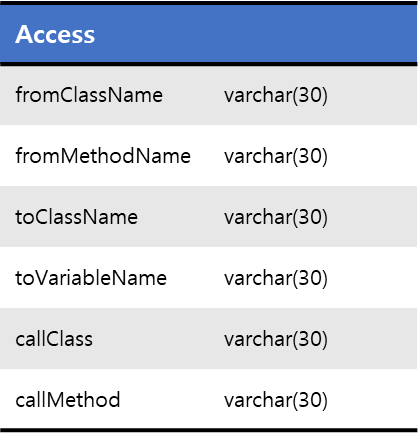 Access
fromClassName varchar(30)
fromMethodName varchar(30)
toClassName varchar(30)
toVariableName varchar(30)
callClass varchar(30)
callMethod varchar(30)